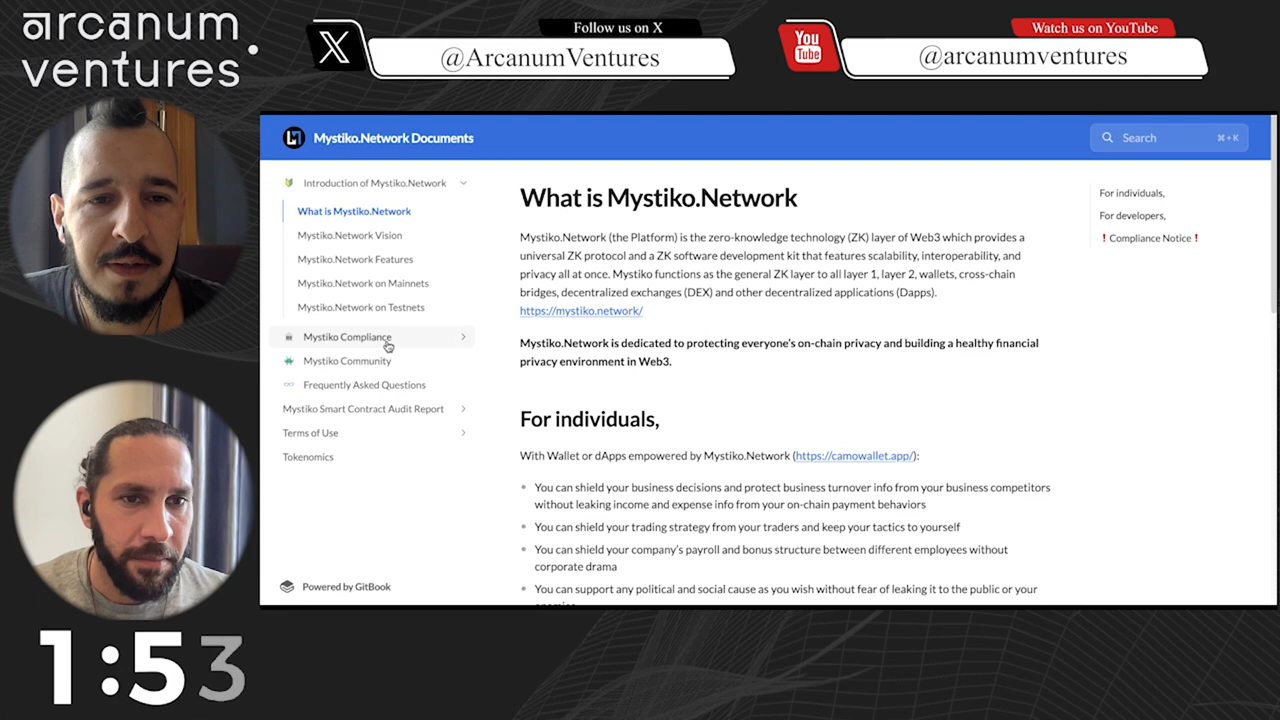 arcanum
ventures.
Follow us on X
@ArcanumVentures
You
Tube
Watch us on YouTube
@arcanumventures
Mystiko.Network Documents
Search
⌘+K
Introduction of Mystiko.Network
What is Mystiko.Network
Mystiko.Network Vision
Mystiko.Network Features
Mystiko.Network on Mainnets
Mystiko.Network on Testnets
Mystiko Compliance
Mystiko Community
Frequently Asked Questions
Mystiko Smart Contract Audit Report
Terms of Use
Tokenomics
Powered by GitBook
What is Mystiko.Network
Mystiko.Network (the Platform) is the zero-knowledge technology (ZK) layer of Web3 which provides a
universal ZK protocol and a ZK software development kit that features scalability, interoperability, and
privacy all at once. Mystiko functions as the general ZK layer to all layer 1, layer 2, wallets, cross-chain
bridges, decentralized exchanges (DEX) and other decentralized applications (Dapps).
https://mystiko.network/
Mystiko.Network is dedicated to protecting everyone's on-chain privacy and building a healthy financial
privacy environment in Web3.
For individuals,
With Wallet or dApps empowered by Mystiko.Network (https://camowallet.app/):
You can shield your business decisions and protect business turnover info from your business competitors
without leaking income and expense info from your on-chain payment behaviors
You can shield your trading strategy from your traders and keep your tactics to yourself
You can shield your company's payroll and bonus structure between different employees without
corporate drama
You can support any political and social cause as you wish without fear of leaking it to the public or your
For individuals,
For developers,
❗Compliance Notice❗
1:53